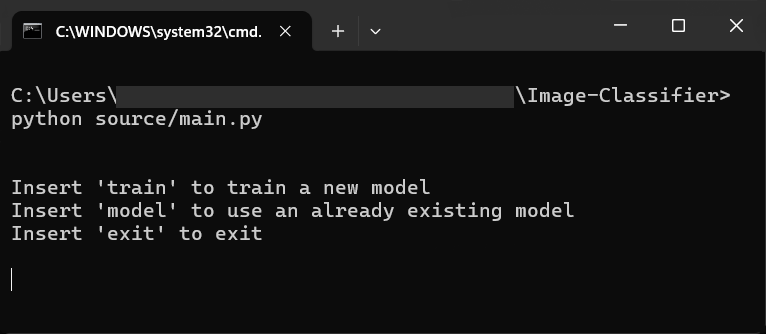 C:\WINDOWS\system32\cmd.
C:\Users\ \Image-Classifier>
python source/main.py
Insert 'train' to train a new model
Insert 'model' to use an already existing model
Insert 'exit' to exit